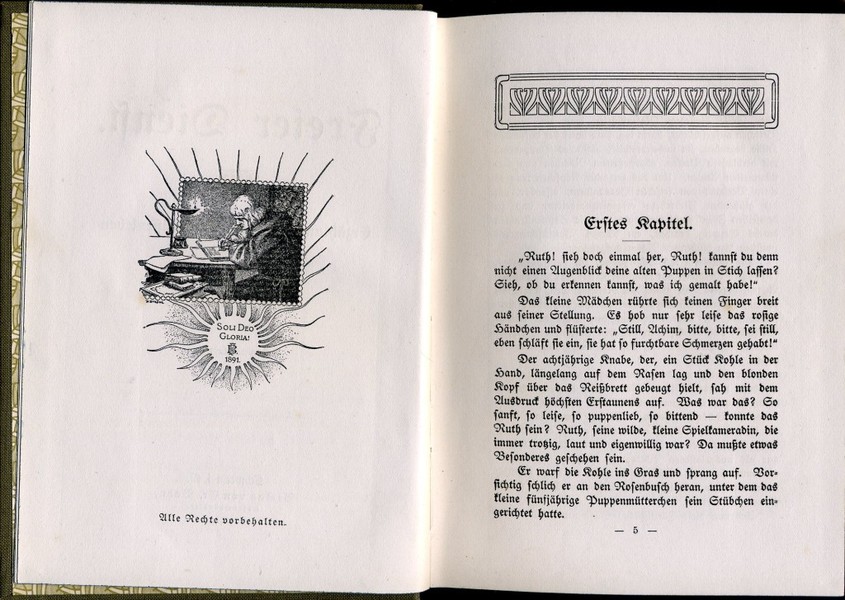 SOLI DEO
GLORIA!
1891.
Alle Rechte vorbehalten.
Erstes Kapitel.
„Ruth! sieh doch einmal her, Ruth! kannst du denn
nicht einen Augenblick deine alten Puppen in Stich lassen?
Sieh, ob du erkennen kannst, was ich gemalt habe!“
Das kleine Mädchen rührte sich keinen Finger breit
aus seiner Stellung. Es hob nur sehr leise das rosige
Händchen und flüsterte: „Still, Achim, bitte, bitte, sei still,
eben schläft sie ein, sie hat so furchtbare Schmerzen gehabt!“
Der achtjährige Knabe, der, ein Stück Kohle in der
Hand, längelang auf dem Rasen lag und den blonden
Kopf über das Reißbrett gebeugt hielt, sah mit dem
Ausdruck höchsten Erstaunens auf. Was war das? So
sanft, so leise, so puppenlieb, so bittend — konnte das
Ruth sein? Ruth, seine wilde, kleine Spielkameradin, die
immer trotzig, laut und eigenwillig war? Da mußte etwas
Besonderes geschehen sein.
Er warf die Kohle ins Gras und sprang auf. Vor-
sichtig schlich er an den Rosenbusch heran, unter dem das
kleine fünfjährige Puppenmütterchen sein Stübchen ein-
gerichtet hatte.
— 5 —